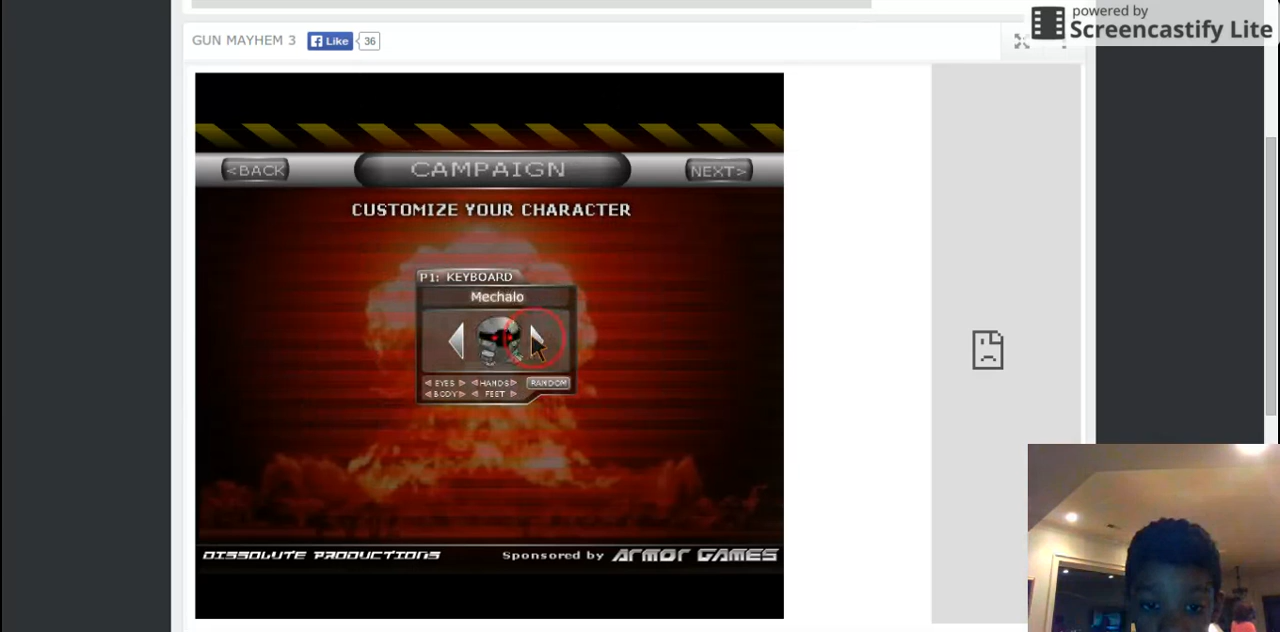 powered by
Screencastify Lite
GUN MAYHEM 3 Like 36
<BACK CAMPAIGN NEXT>
CUSTOMIZE YOUR CHARACTER
P1: KEYBOARD
Mechalo
EYES HANDS RANDOM
BODY FEET
DISSOLUTE PRODUCTIONS Sponsored by ARMOR GAMES